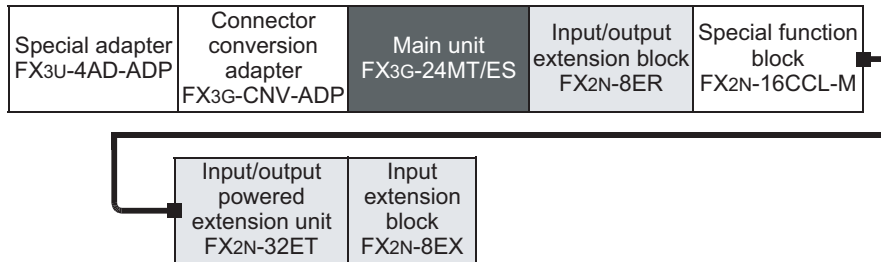 Special adapter
FX3U-4AD-ADP
Connector
conversion
adapter
FX3G-CNV-ADP
Main unit
FX3G-24MT/ES
Input/output
extension block
FX2N-8ER
Special function
block
FX2N-16CCL-M
Input/output
powered
extension unit
FX2N-32ET
Input
extension
block
FX2N-8EX